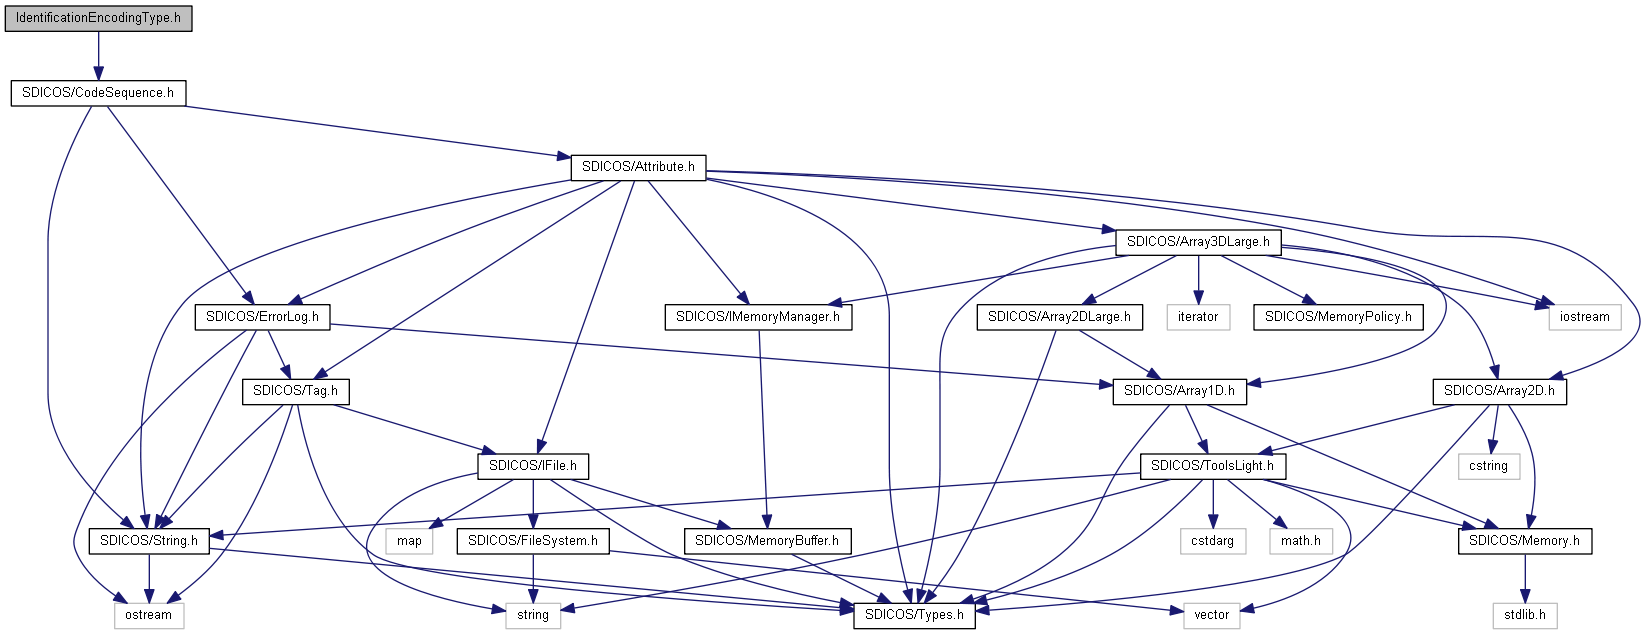 IdentificationEncodingType.h
SDICOS/CodeSequence.h
SDICOS/Attribute.h
SDICOS/Array3DLarge.h
SDICOS/ErrorLog.h
SDICOS/IMemoryManager.h
SDICOS/Array2DLarge.h
iterator
SDICOS/MemoryPolicy.h
iostream
SDICOS/Tag.h
SDICOS/Array1D.h
SDICOS/Array2D.h
SDICOS/IFile.h
SDICOS/ToolsLight.h
cstring
SDICOS/String.h
map
SDICOS/FileSystem.h
SDICOS/MemoryBuffer.h
cstdarg
math.h
SDICOS/Memory.h
ostream
string
SDICOS/Types.h
vector
stdlib.h